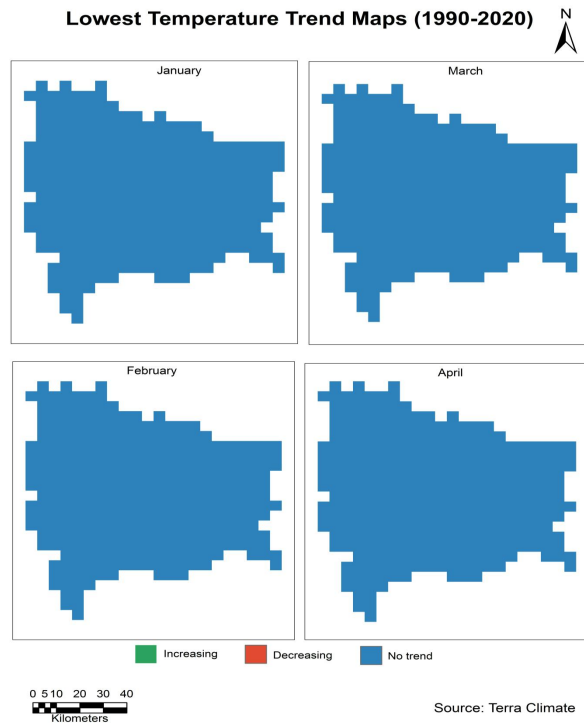 Lowest Temperature Trend Maps (1990-2020)
N
January
March
February
April
Increasing
Decreasing
No trend
0 5 10 20 30 40
Kilometers
Source: Terra Climate